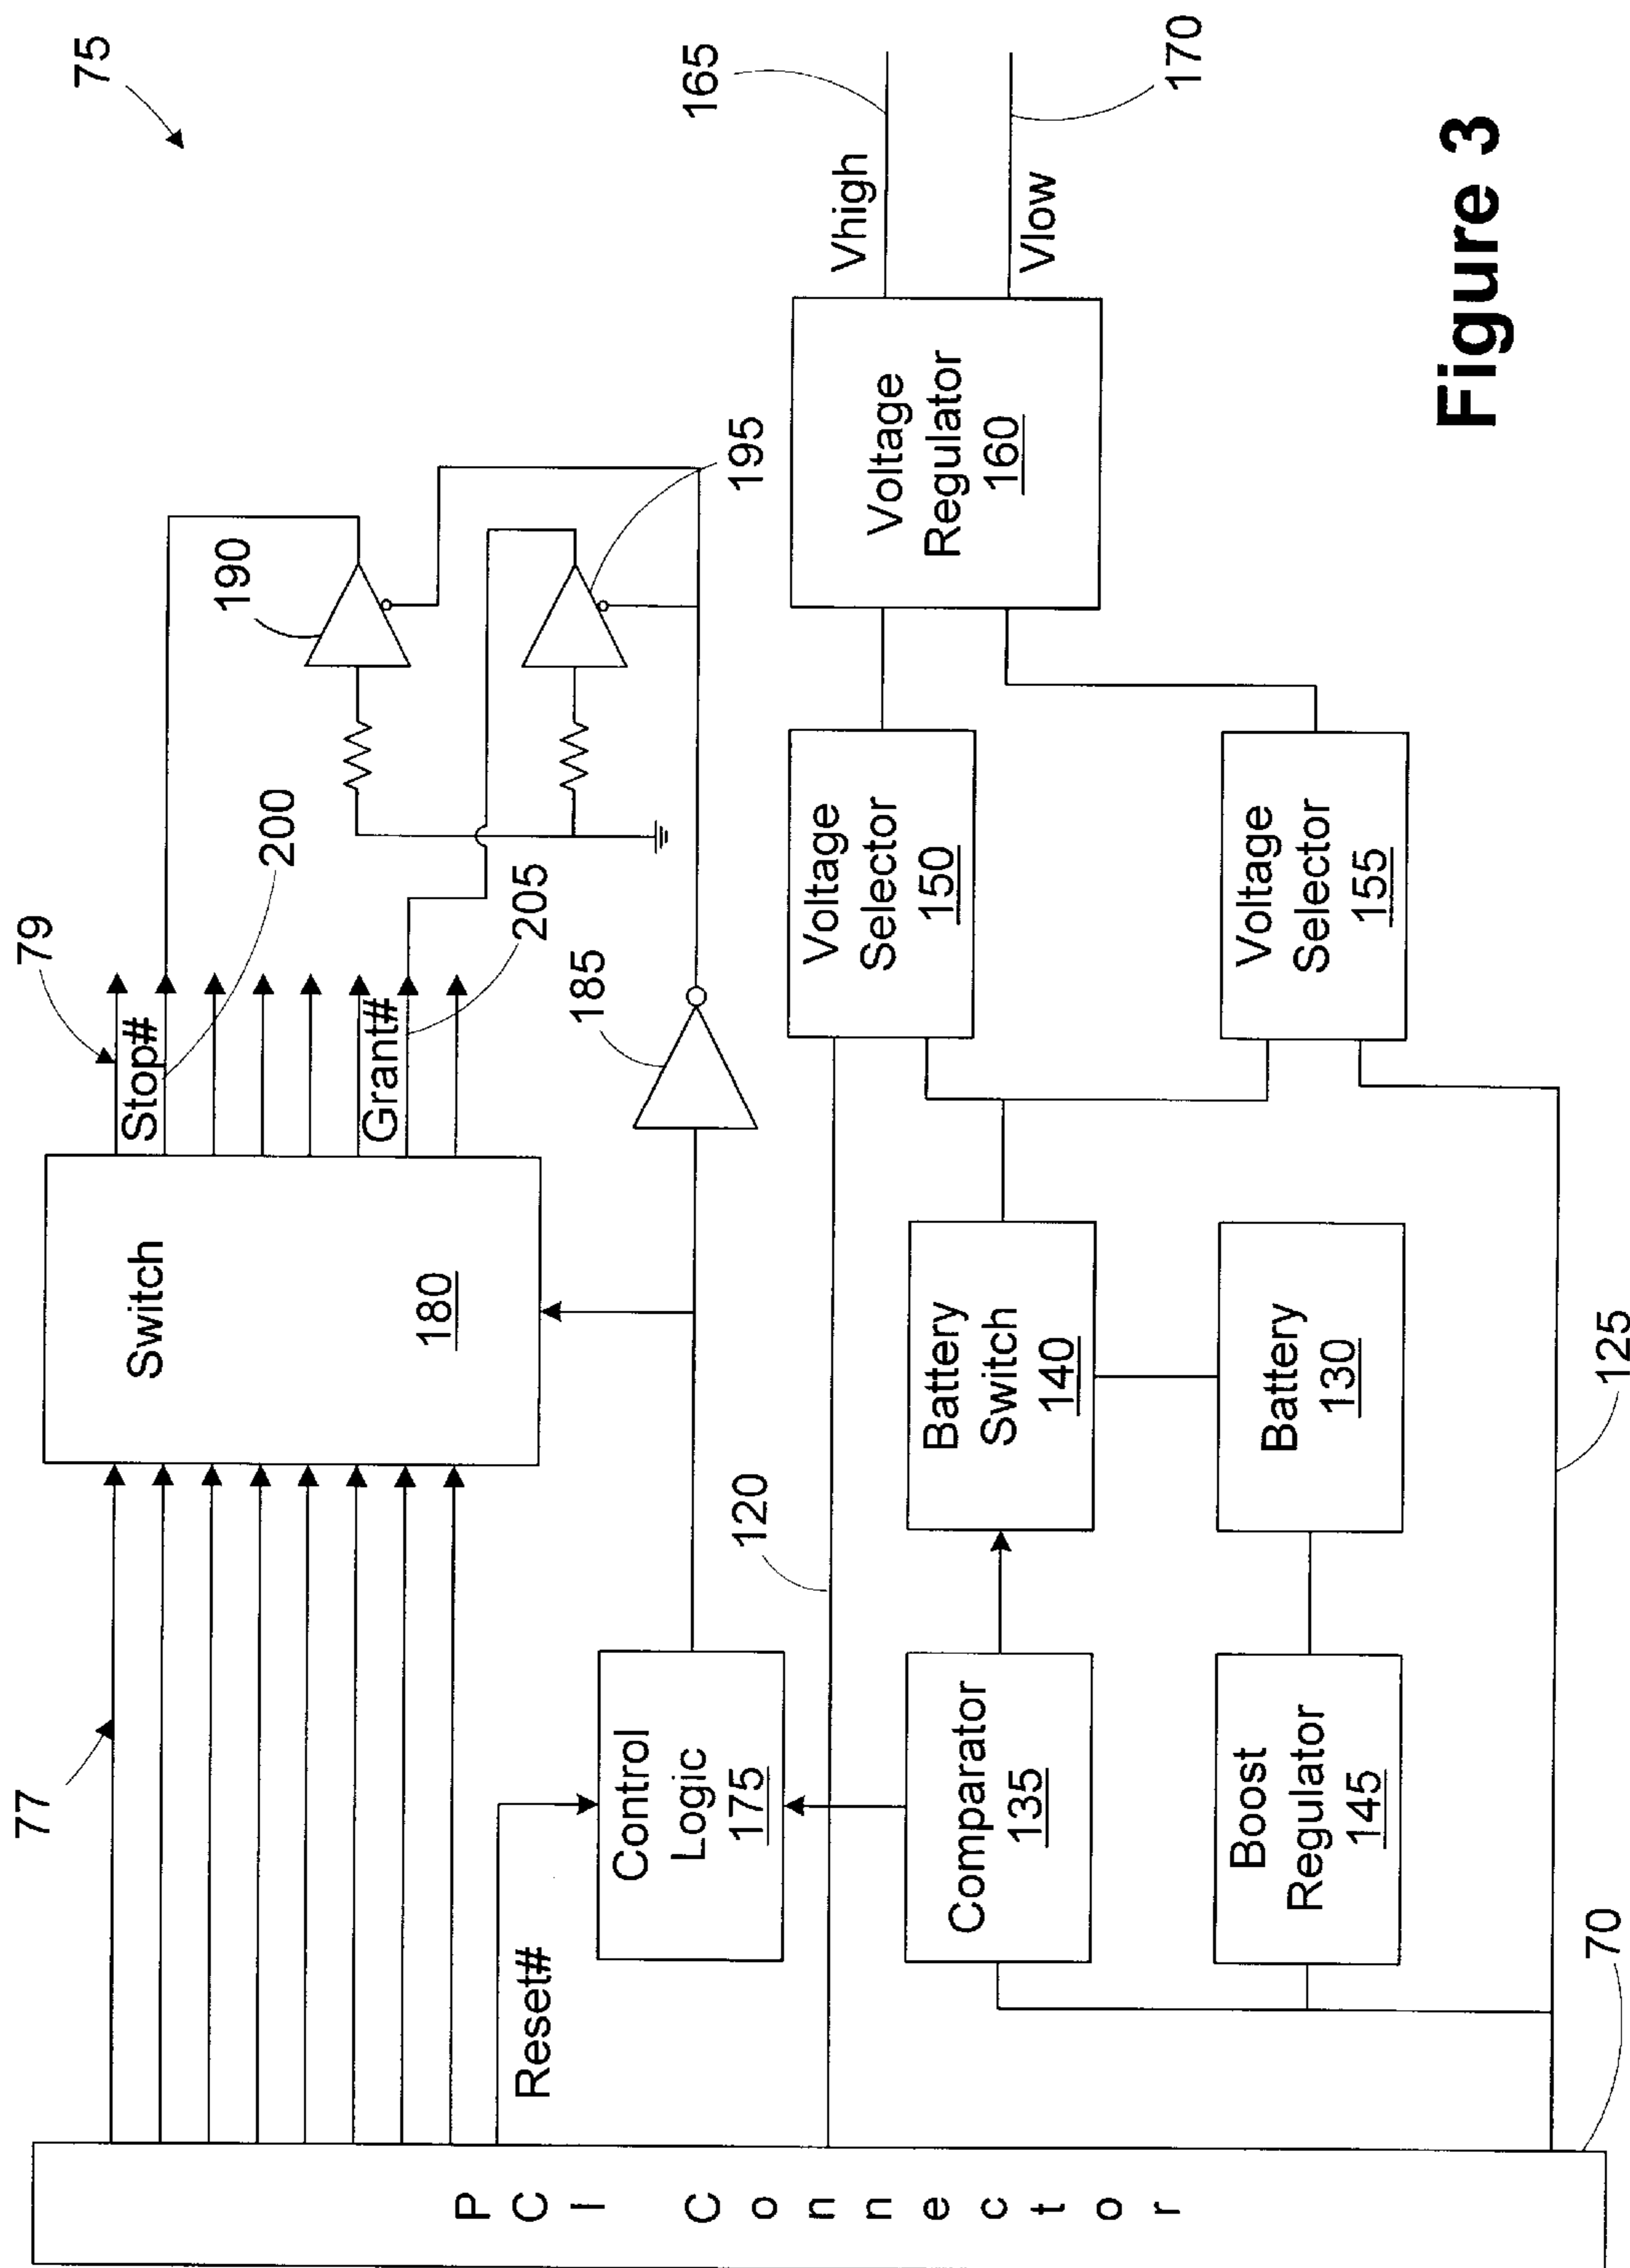 75
77
79
Switch
180
Stop#
200
Grant#
205
190
195
185
Reset#
Control
Logic
175
120
Comparator
135
Battery
Switch
140
Boost
Regulator
145
Battery
130
Voltage
Selector
150
Voltage
Selector
155
Voltage
Regulator
160
Vhigh
165
Vlow
170
125
70
PCI Connector
Figure 3